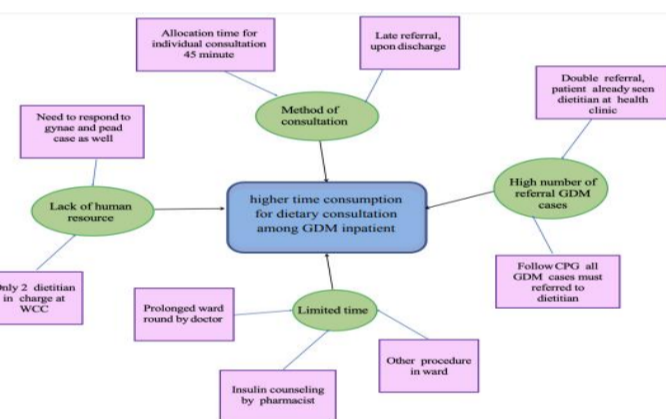 Allocation time for
individual consultation
45 minute
Late referral,
upon discharge
Double referral,
patient already seen
dietitian at health
clinic
Need to respond to
gynae and pead
case as well
Method of
consultation
High number of
referral GDM
cases
Lack of human
resource
higher time consumption
for dietary consultation
among GDM inpatient
Follow CPG all
GDM cases must
referred to
dietitian
Only 2 dietitian
in charge at
WCC
Prolonged ward
round by doctor
Limited time
Other procedure
in ward
Insulin counseling
by pharmacist